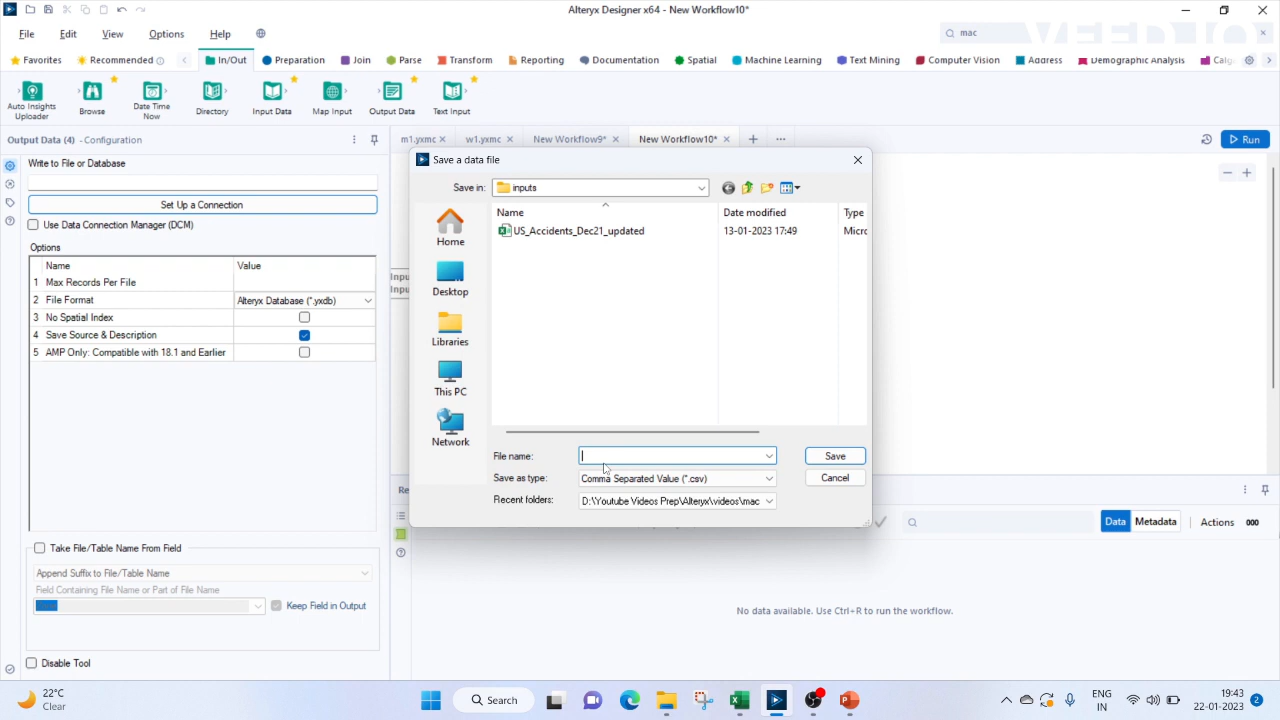 Alteryx Designer x64 - New Workflow10*
File Edit View Options Help
mac
Favorites Recommended In/Out Preparation Join Parse Transform Reporting Documentation Spatial Machine Learning Text Mining Computer Vision Address Demographic Analysis
Auto Insights Uploader
Browse
Date Time Now
Directory
Input Data
Map Input
Output Data
Text Input
Output Data (4) - Configuration
m1.yxmc
w1.yxmc
New Workflow9*
New Workflow10*
Run
Write to File or Database
Set Up a Connection
Use Data Connection Manager (DCM)
Options
Name Value
1 Max Records Per File
2 File Format Alteryx Database (*.yxdb)
3 No Spatial Index
4 Save Source & Description
5 AMP Only: Compatible with 18.1 and Earlier
Take File/Table Name From Field
Append Suffix to File/Table Name
Field Containing File Name or Part of File Name
Keep Field in Output
Disable Tool
Save a data file
Save in: inputs
Home
Desktop
Libraries
This PC
Network
Name Date modified Type
US_Accidents_Dec21_updated 13-01-2023 17:49 Micro
File name:
Save
Save as type: Comma Separated Value (*.csv)
Cancel
Recent folders: D:\Youtube Videos Prep\Alteryx\videos\mac
Data Metadata Actions 000
No data available. Use Ctrl+R to run the workflow.
22°C
Clear
Search
ENG
IN
19:43
22-01-2023
2